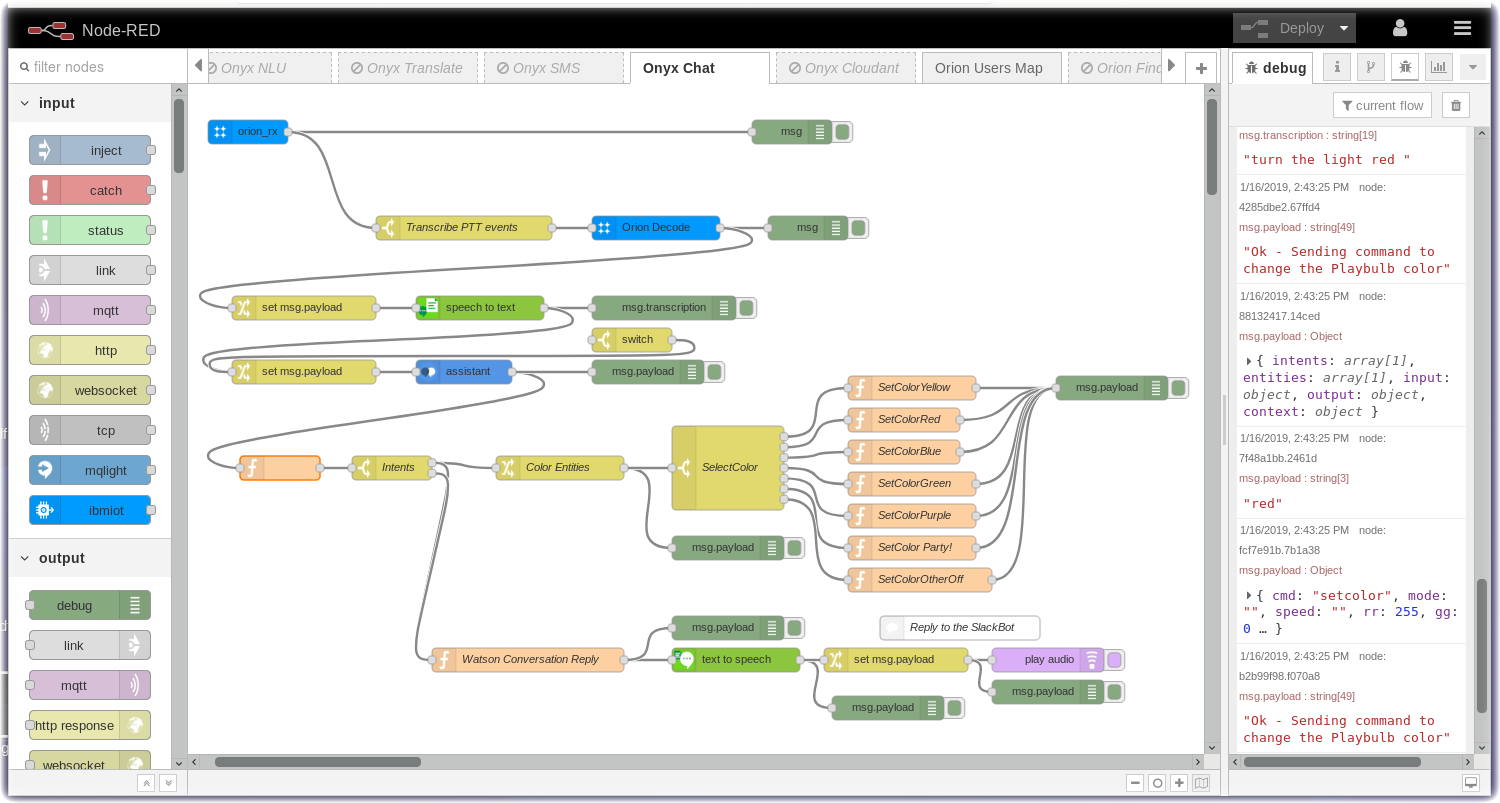 Node-RED
Deploy
filter nodes
Onyx NLU
Onyx Translate
Onyx SMS
Onyx Chat
Onyx Cloudant
Orion Users Map
Orion Find
debug
current flow
input
inject
catch
status
link
mqtt
http
websocket
tcp
mqlight
ibmiot
output
debug
link
mqtt
http response
websocket
orion_rx
msg
Transcribe PTT events
Orion Decode
msg
set msg.payload
speech to text
msg.transcription
switch
set msg.payload
assistant
msg.payload
SetColorYellow
msg.payload
SetColorRed
SetColorBlue
Intents
Color Entities
SelectColor
SetColorGreen
SetColorPurple
msg.payload
SetColor Party!
SetColorOtherOff
msg.payload
Reply to the SlackBot
Watson Conversation Reply
text to speech
set msg.payload
play audio
msg.payload
msg.payload
msg.transcription : string[19]
"turn the light red "
1/16/2019, 2:43:25 PM node:
4285dbe2.67ffd4
msg.payload : string[49]
"Ok - Sending command to
change the Playbulb color"
1/16/2019, 2:43:25 PM node:
88132417.14ced
msg.payload : Object
{ intents: array[1],
entities: array[1], input:
object, output: object,
context: object }
1/16/2019, 2:43:25 PM node:
7f48a1bb.2461d
msg.payload : string[3]
"red"
1/16/2019, 2:43:25 PM node:
fcf7e91b.7b1a38
msg.payload : Object
{ cmd: "setcolor", mode:
"", speed: "", rr: 255, gg:
0 … }
1/16/2019, 2:43:25 PM node:
b2b99f98.f070a8
msg.payload : string[49]
"Ok - Sending command to
change the Playbulb color"